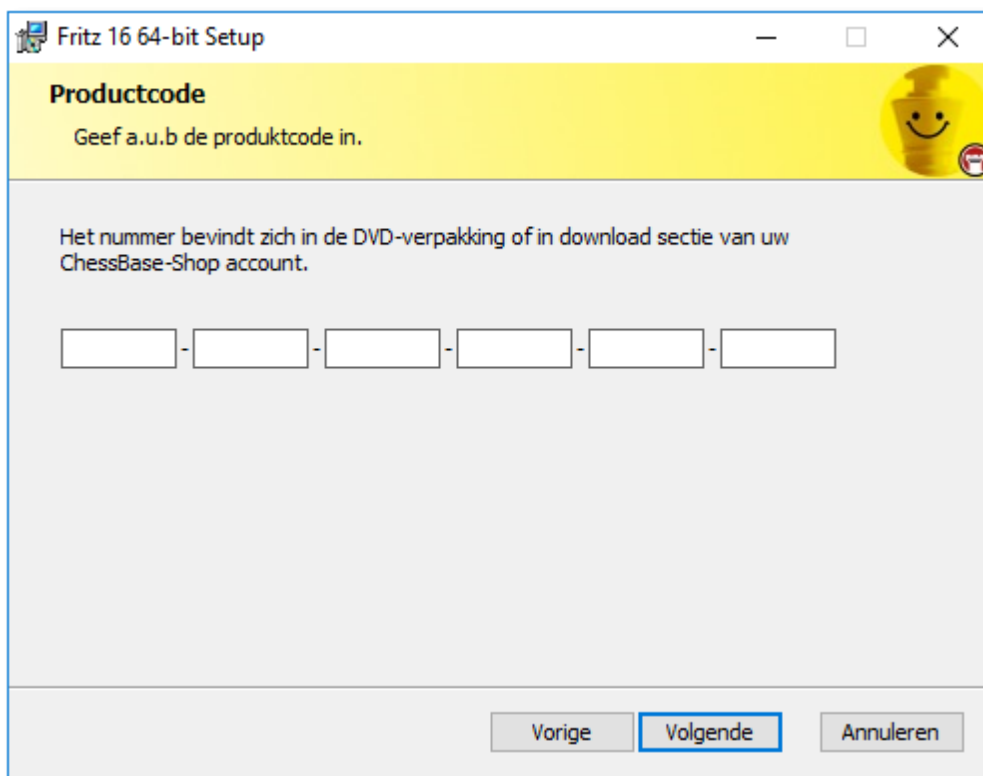 Fritz 16 64-bit Setup
Productcode
Geef a.u.b de produktcode in.
Het nummer bevindt zich in de DVD-verpakking of in download sectie van uw
ChessBase-Shop account.
- - - - -
Vorige Volgende Annuleren